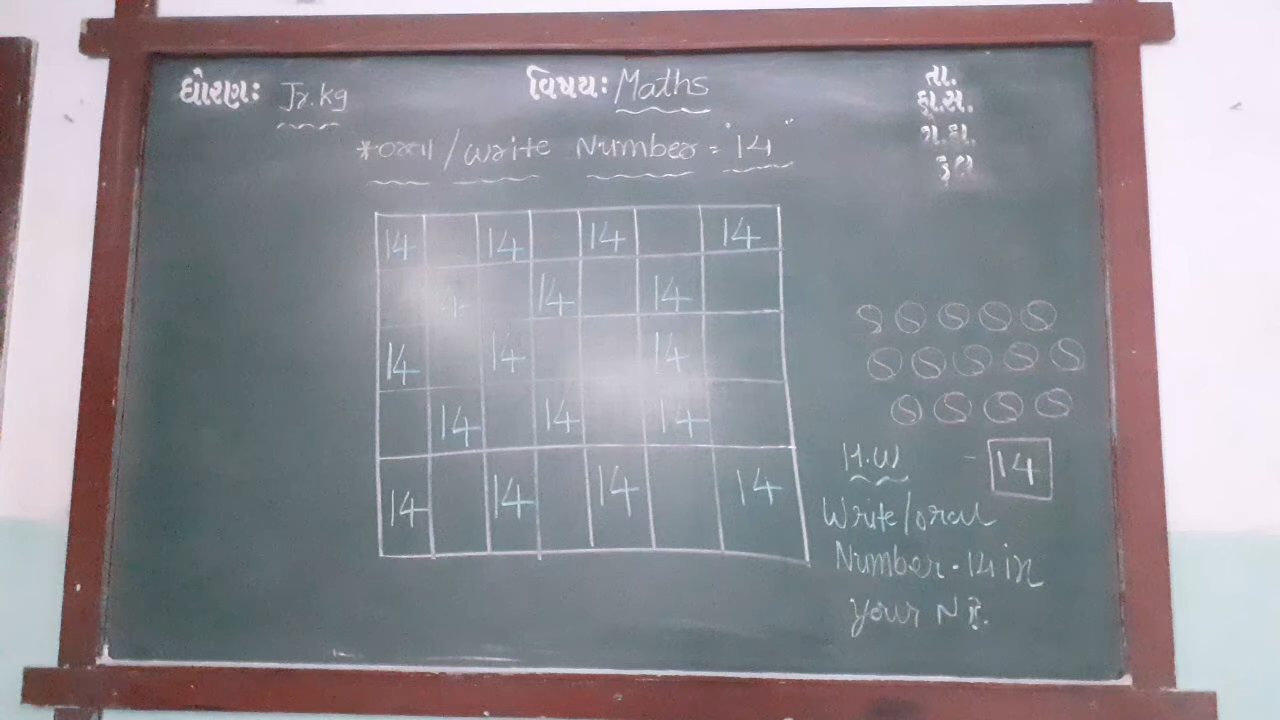 ધોરણઃ Jr.kg
વિષયઃ Maths
તા.
કા.સ.
ગે.કા.
કુલ
*oral / write Number = "14"
14 14 14 14
14 14 14
14 14 14
14 14 14
14 14 14 14
H.W - 14
Write/oral
Number - 14 in
your N.B.